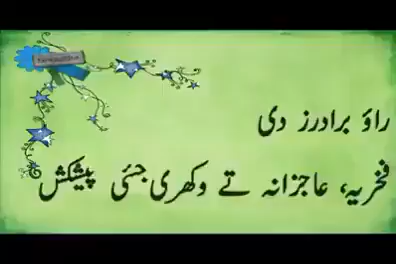 راؤ برادرز دی
فخریہ، عاجزانہ تے وکھری جئی پیشکش